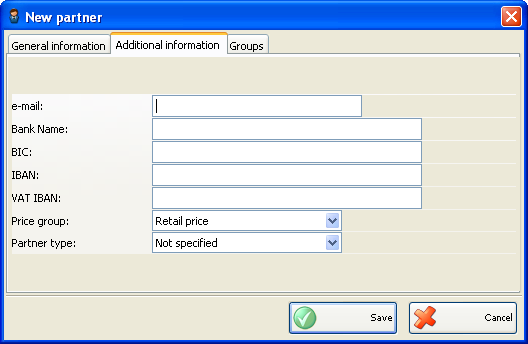 New partner
General information Additional information Groups
e-mail:
Bank Name:
BIC:
IBAN:
VAT IBAN:
Price group: Retail price
Partner type: Not specified
Save Cancel